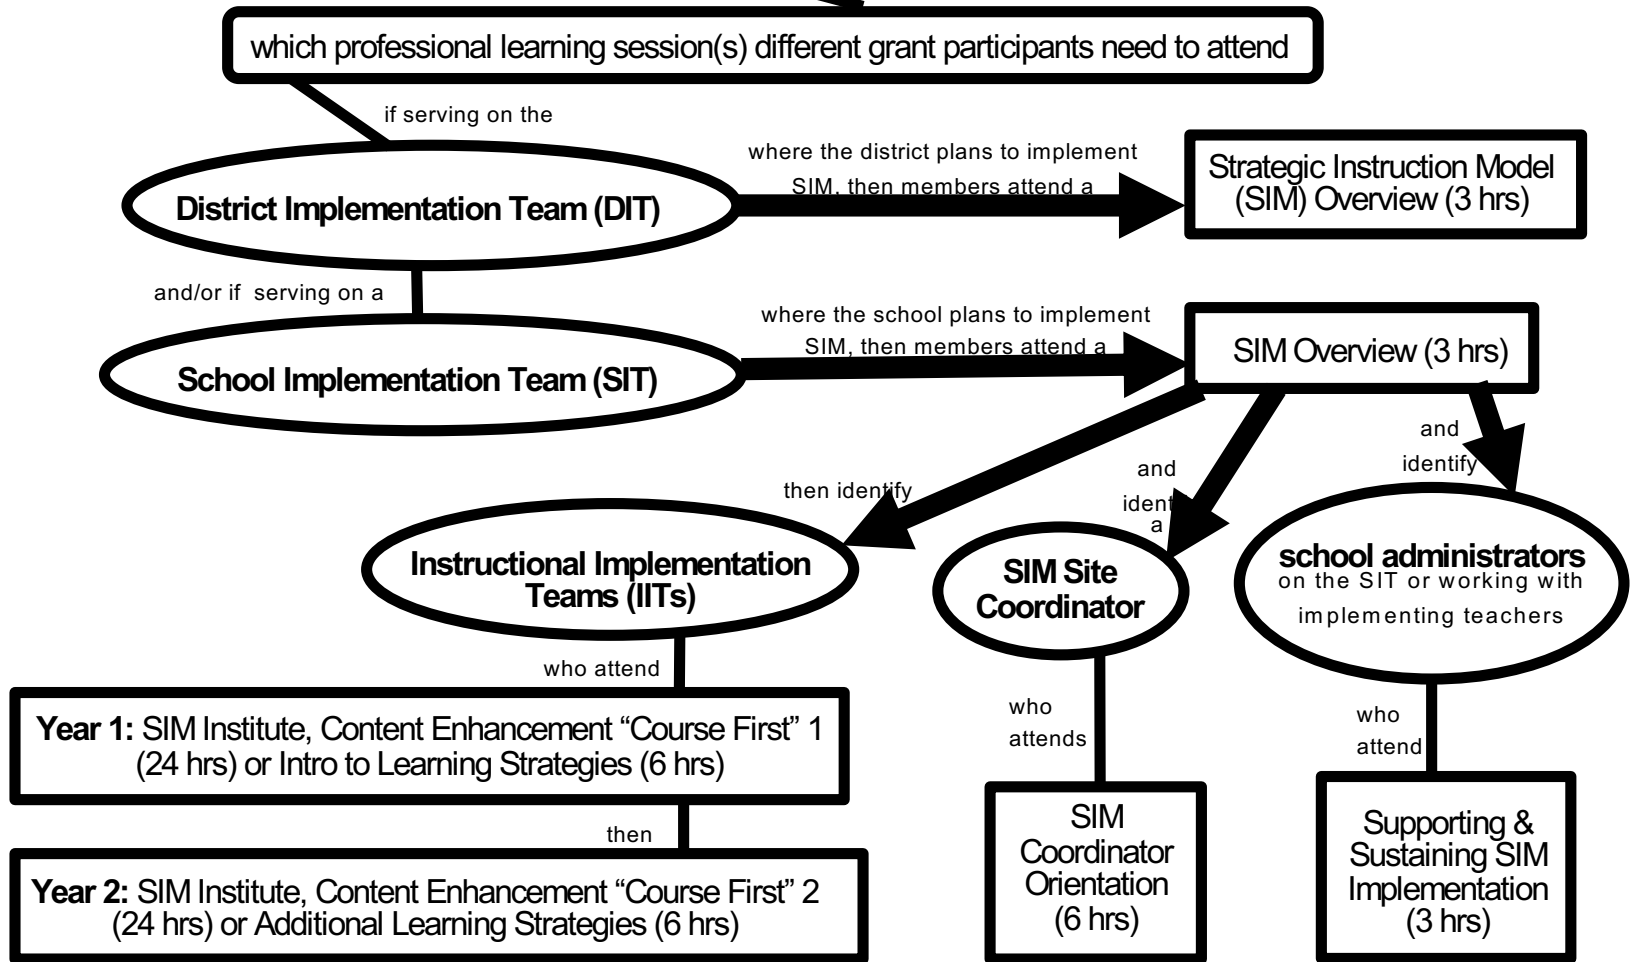 which professional learning session(s) different grant participants need to attend
if serving on the
District Implementation Team (DIT)
where the district plans to implement
SIM, then members attend a
Strategic Instruction Model
(SIM) Overview (3 hrs)
and/or if serving on a
School Implementation Team (SIT)
where the school plans to implement
SIM, then members attend a
SIM Overview (3 hrs)
then identify
Instructional Implementation
Teams (IITs)
and
identify
a
SIM Site
Coordinator
and
identify
school administrators
on the SIT or working with
implementing teachers
who attend
Year 1: SIM Institute, Content Enhancement “Course First” 1
(24 hrs) or Intro to Learning Strategies (6 hrs)
then
Year 2: SIM Institute, Content Enhancement “Course First” 2
(24 hrs) or Additional Learning Strategies (6 hrs)
who
attends
SIM
Coordinator
Orientation
(6 hrs)
who
attend
Supporting &
Sustaining SIM
Implementation
(3 hrs)